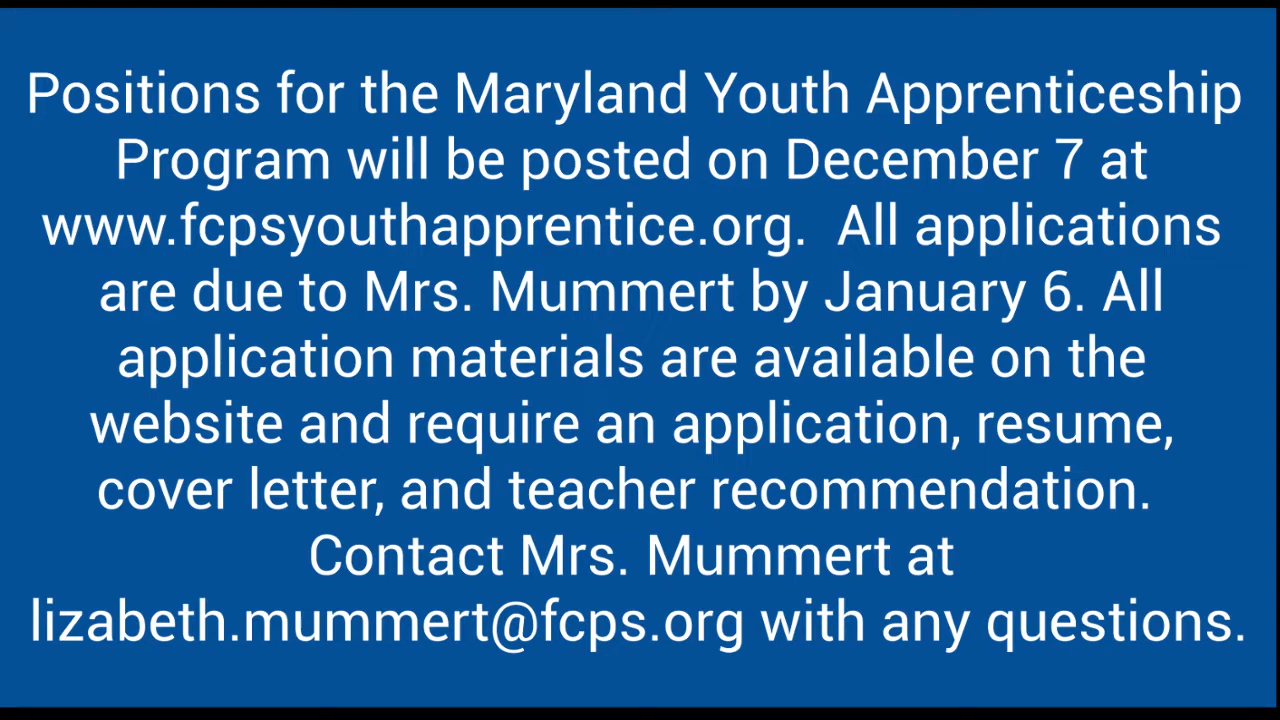 Positions for the Maryland Youth Apprenticeship
Program will be posted on December 7 at
www.fcpsyouthapprentice.org.  All applications
are due to Mrs. Mummert by January 6. All
application materials are available on the
website and require an application, resume,
cover letter, and teacher recommendation.
Contact Mrs. Mummert at
lizabeth.mummert@fcps.org with any questions.